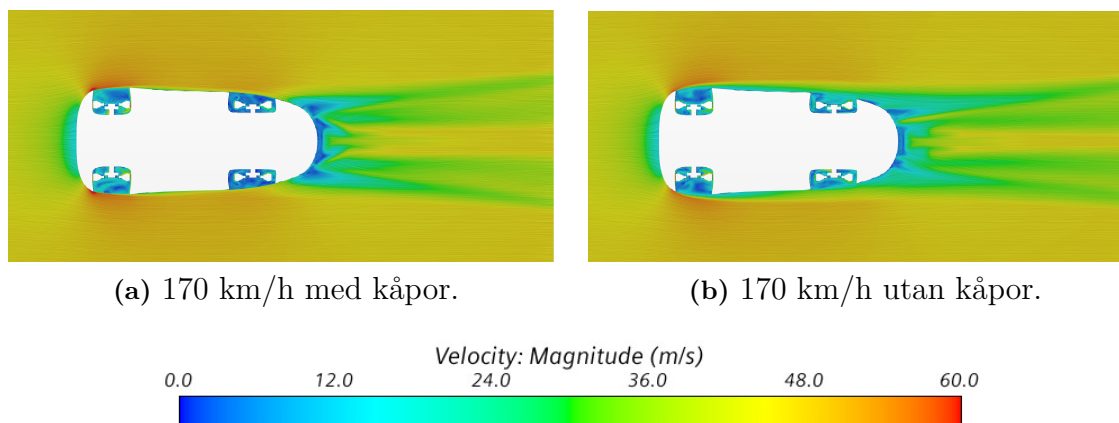 (a) 170 km/h med kåpor.
(b) 170 km/h utan kåpor.
Velocity: Magnitude (m/s)
0.0 12.0 24.0 36.0 48.0 60.0